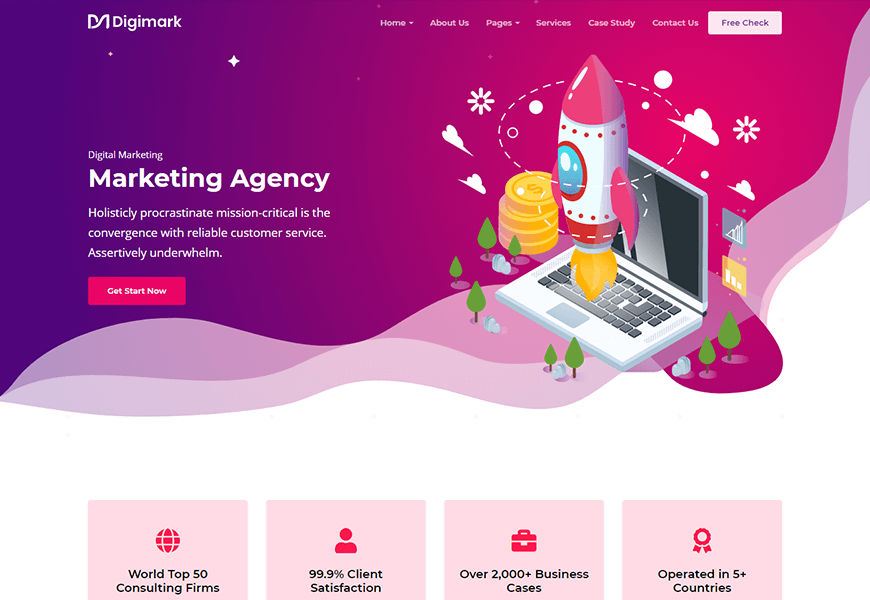 Digimark
Home
About Us
Pages
Services
Case Study
Contact Us
Free Check
Digital Marketing
Marketing Agency
Holisticly procrastinate mission-critical is the
convergence with reliable customer service.
Assertively underwhelm.
Get Start Now
World Top 50
Consulting Firms
99.9% Client
Satisfaction
Over 2,000+ Business
Cases
Operated in 5+
Countries